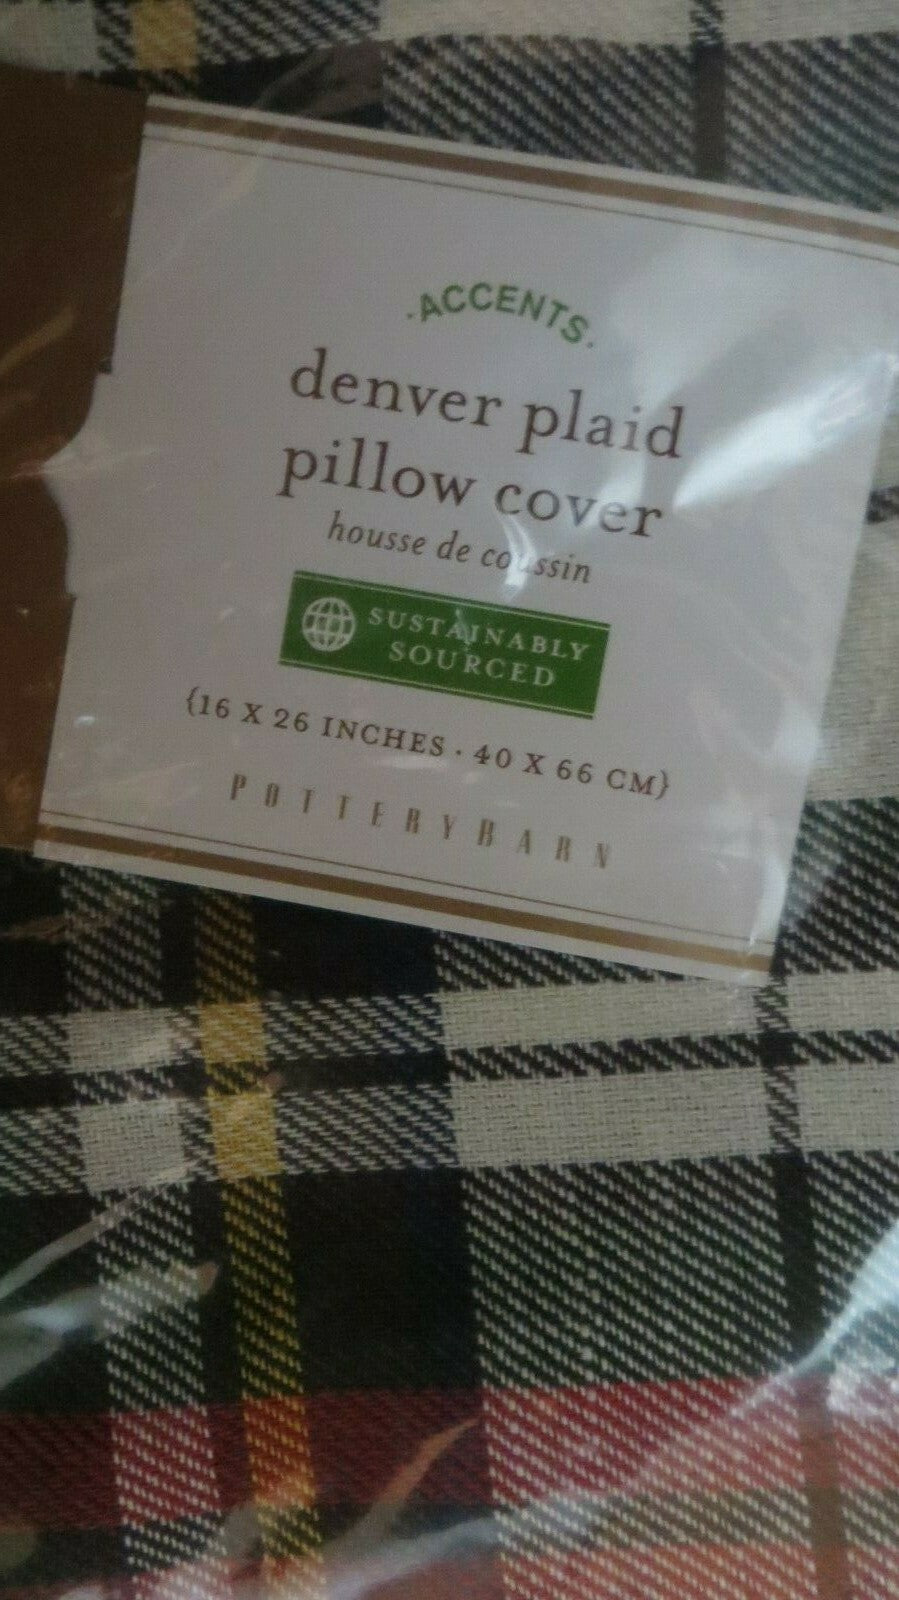 .ACCENTS.
denver plaid
pillow cover
housse de coussin
SUSTAINABLY
SOURCED
{16 X 26 INCHES · 40 X 66 CM}
POTTERYBARN